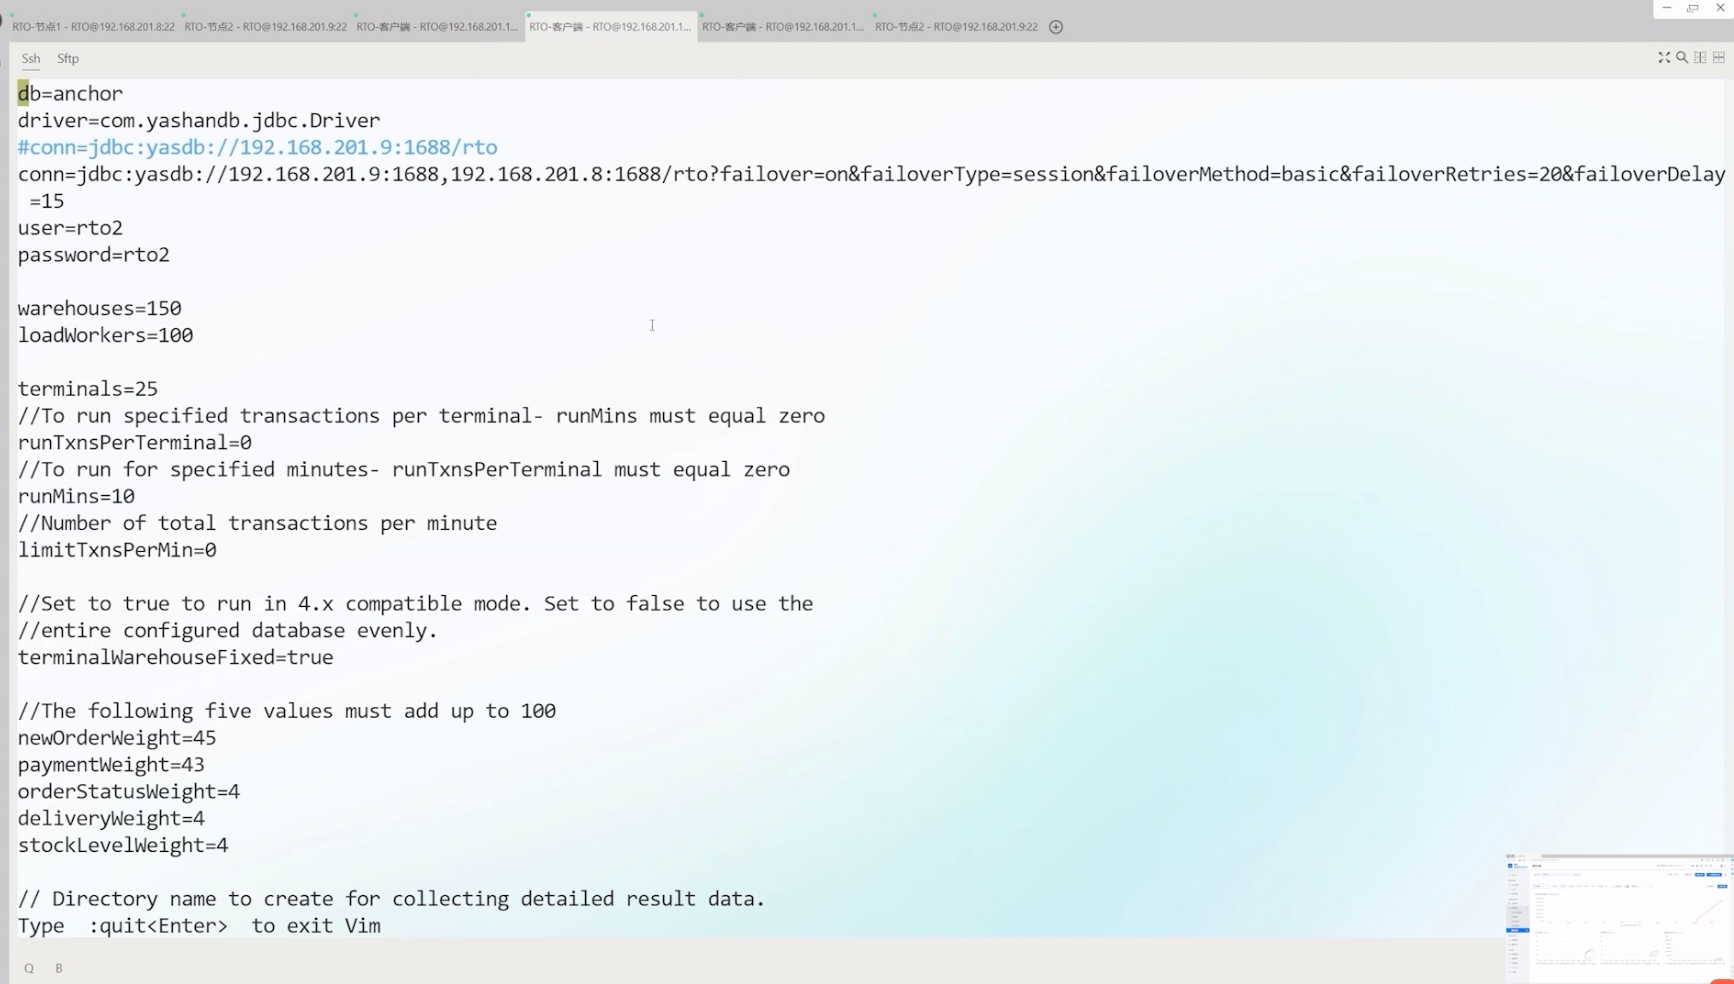 RTO-节点1 - RTO@192.168.201.8:22 RTO-节点2 - RTO@192.168.201.9:22 RTO-客户端 - RTO@192.168.201.1... RTO-客户端 - RTO@192.168.201.1... RTO-客户端 - RTO@192.168.201.1... RTO-节点2 - RTO@192.168.201.9:22
Ssh Sftp
db=anchor
driver=com.yashandb.jdbc.Driver
#conn=jdbc:yasdb://192.168.201.9:1688/rto
conn=jdbc:yasdb://192.168.201.9:1688,192.168.201.8:1688/rto?failover=on&failoverType=session&failoverMethod=basic&failoverRetries=20&failoverDelay
=15
user=rto2
password=rto2
warehouses=150
loadWorkers=100
terminals=25
//To run specified transactions per terminal- runMins must equal zero
runTxnsPerTerminal=0
//To run for specified minutes- runTxnsPerTerminal must equal zero
runMins=10
//Number of total transactions per minute
limitTxnsPerMin=0
//Set to true to run in 4.x compatible mode. Set to false to use the
//entire configured database evenly.
terminalWarehouseFixed=true
//The following five values must add up to 100
newOrderWeight=45
paymentWeight=43
orderStatusWeight=4
deliveryWeight=4
stockLevelWeight=4
// Directory name to create for collecting detailed result data.
Type  :quit<Enter>  to exit Vim
Q B